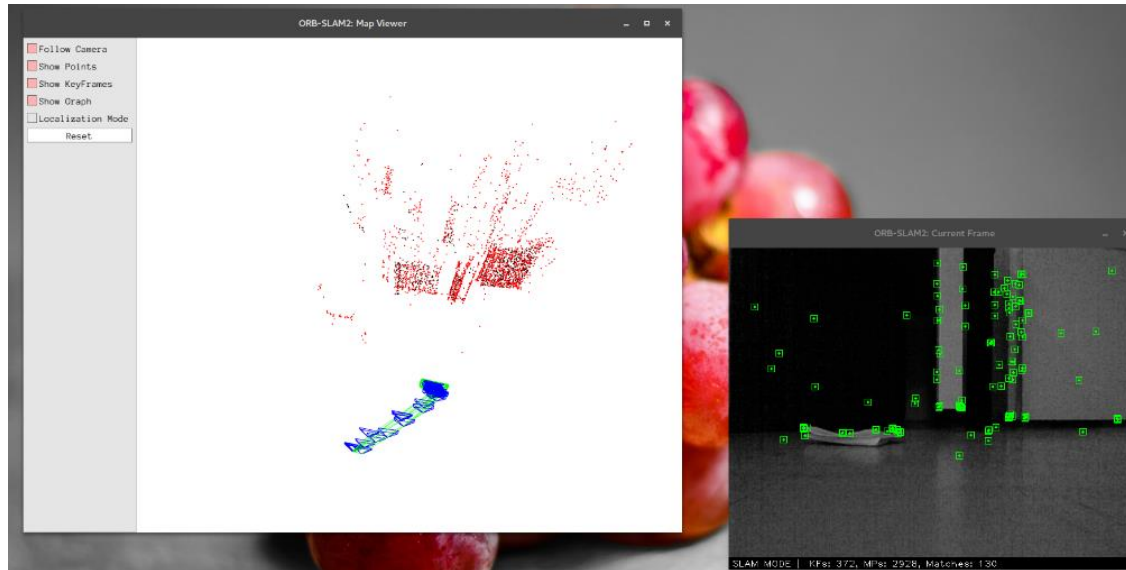 ORB-SLAM2: Map Viewer
Follow Camera
Show Points
Show KeyFrames
Show Graph
Localization Mode
Reset
ORB-SLAM2: Current Frame
SLAM MODE | KFs: 372, MPs: 2928, Matches: 130